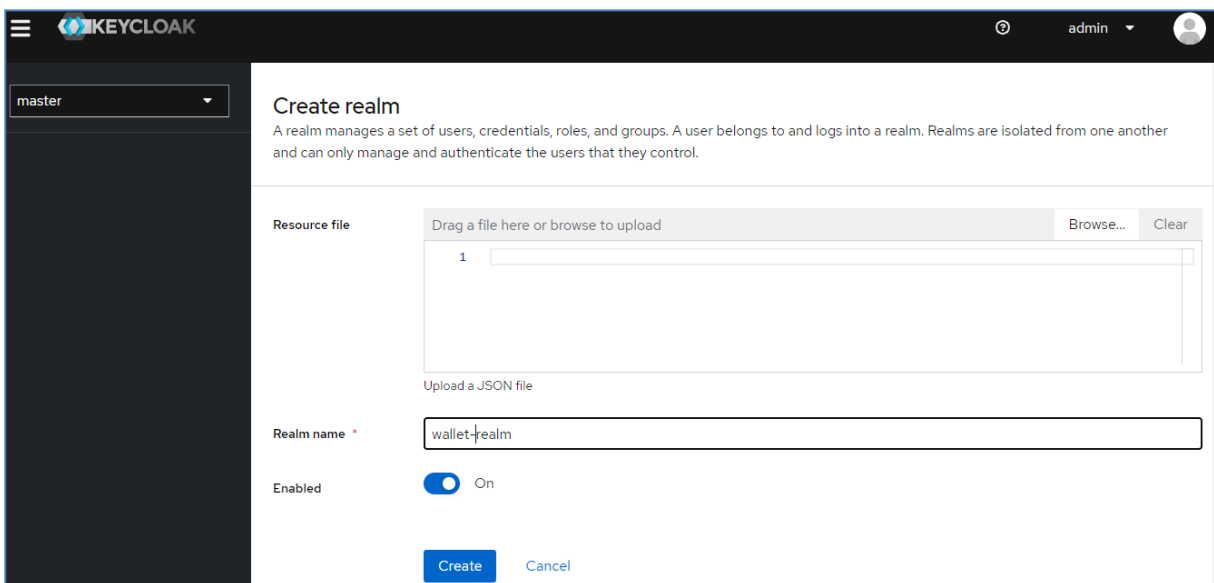 KEYCLOAK
admin
master
Create realm
A realm manages a set of users, credentials, roles, and groups. A user belongs to and logs into a realm. Realms are isolated from one another
and can only manage and authenticate the users that they control.
Resource file
Drag a file here or browse to upload
Browse...
Clear
1
Upload a JSON file
Realm name *
wallet-realm
Enabled
On
Create
Cancel